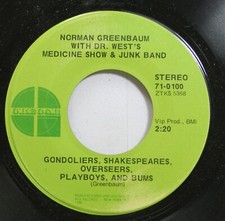 NORMAN GREENBAUM
WITH DR. WEST'S
MEDICINE SHOW & JUNK BAND
STEREO
71-0100
ZTKS 5368
Vip Prod., BMI
2:20
GONDOLIERS, SHAKESPEARES,
OVERSEERS,
PLAYBOYS, AND BUMS
(Greenbaum)